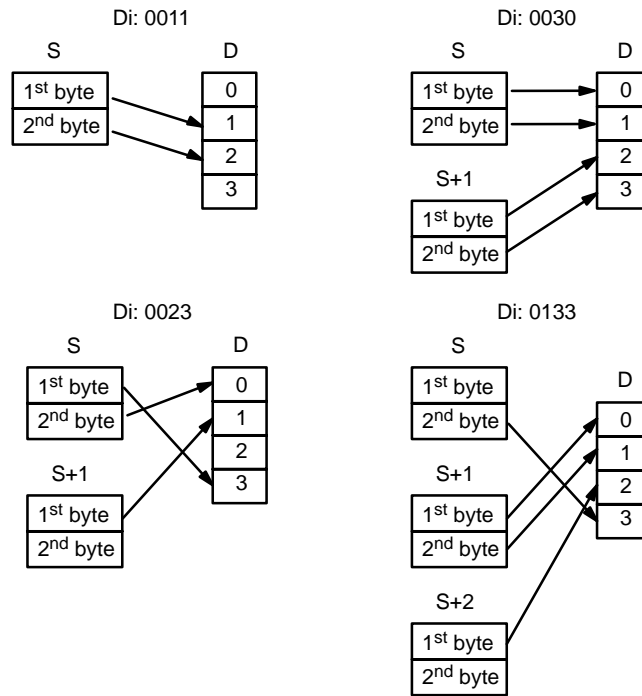 Di: 0011
S
D
1st byte
2nd byte
0
1
2
3
Di: 0030
S
D
1st byte
2nd byte
S+1
1st byte
2nd byte
0
1
2
3
Di: 0023
S
D
1st byte
2nd byte
S+1
1st byte
2nd byte
0
1
2
3
Di: 0133
S
D
1st byte
2nd byte
S+1
1st byte
2nd byte
S+2
1st byte
2nd byte
0
1
2
3